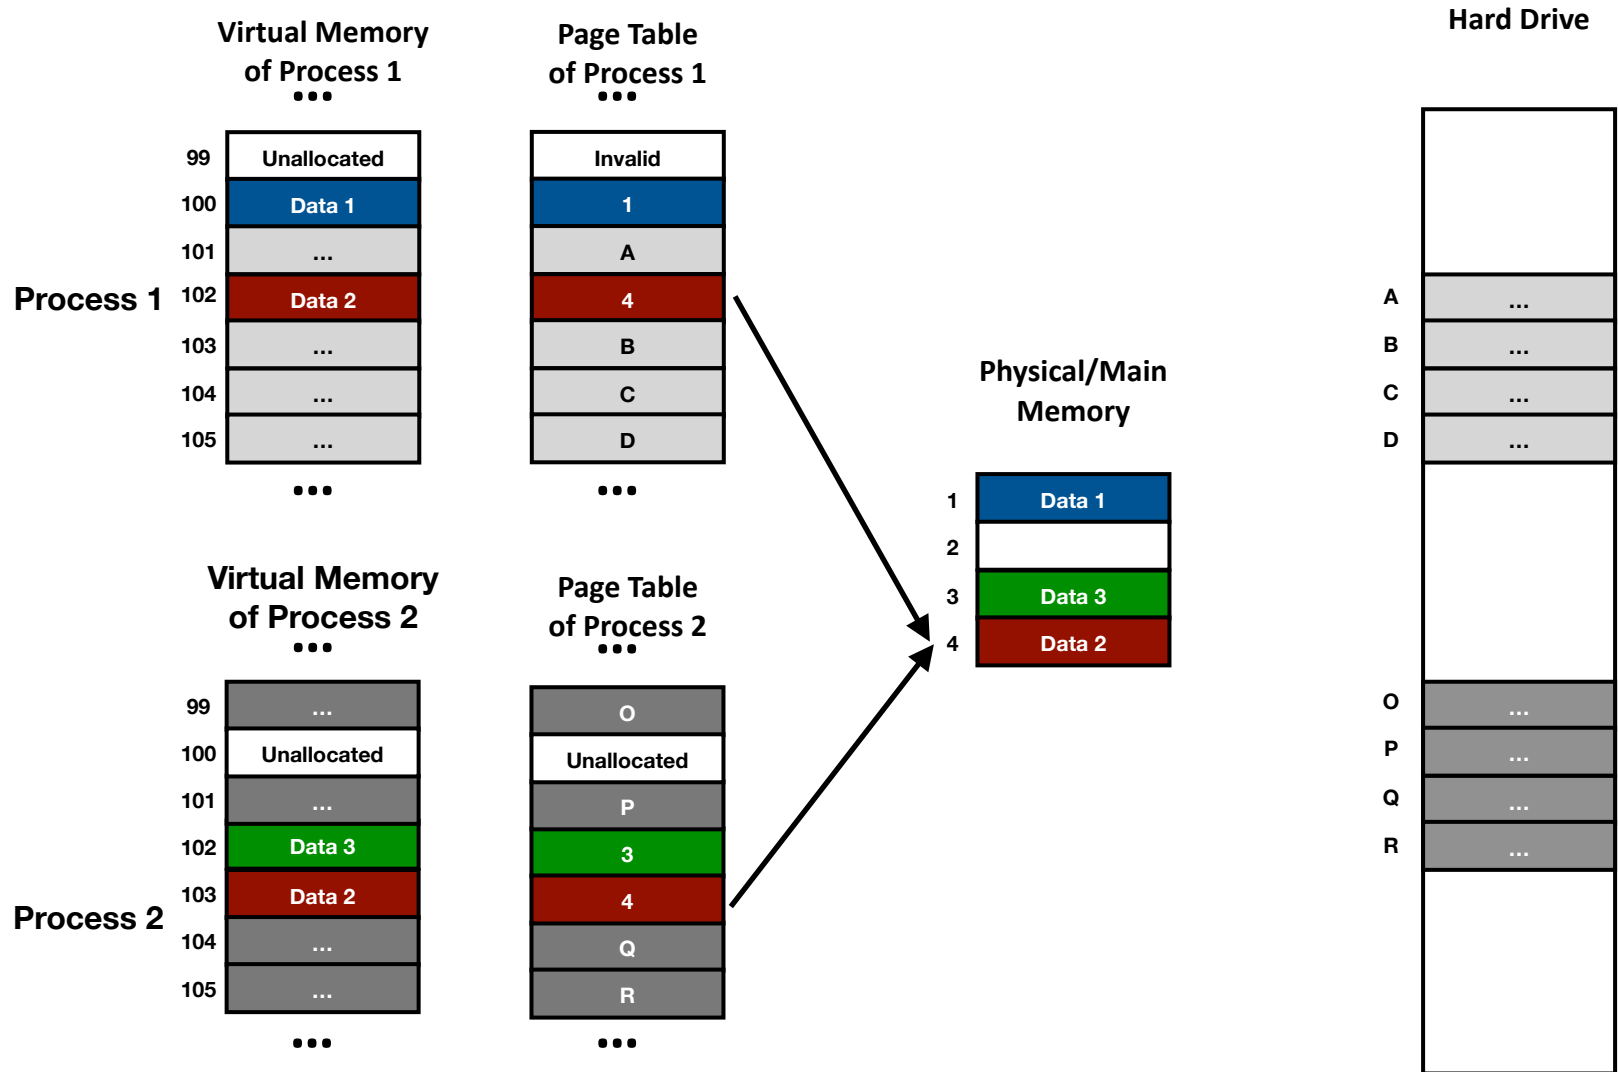 Hard Drive
Virtual Memory
of Process 1
Page Table
of Process 1
...
...
99
Unallocated
Invalid
100
Data 1
1
101
...
A
Process 1
102
Data 2
4
103
...
B
104
...
C
105
...
D
...
...
Virtual Memory
of Process 2
Page Table
of Process 2
...
...
99
...
O
100
Unallocated
Unallocated
101
...
P
102
Data 3
3
103
Data 2
4
Process 2
104
...
Q
105
...
R
...
...
Physical/Main
Memory
1
Data 1
2
3
Data 3
4
Data 2
A
...
B
...
C
...
D
...
O
...
P
...
Q
...
R
...